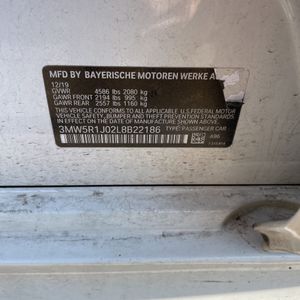 MFD. BY BAYERISCHE MOTOREN WERKE A
12/19
GVWR 4586 lbs 2080 kg
GAWR FRONT 2194 lbs 995 kg
GAWR REAR 2557 lbs 1160 kg
THIS VEHICLE CONFORMS TO ALL APPLICABLE
U.S. FEDERAL MOTOR VEHICLE SAFETY, BUMPER
AND THEFT PREVENTION STANDARDS IN EFFECT
ON THE DATE OF MANUFACTURE SHOWN ABOVE.
3MW5R1J02L8B22186
TYPE: PASSENGER CAR
A96